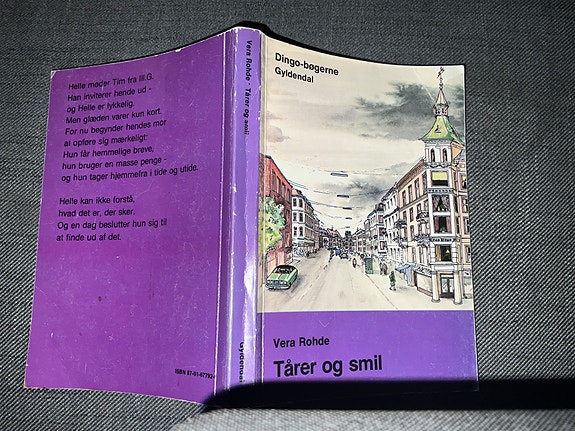 Helle møder Tim fra III.G.
Han inviterer hende ud -
og Helle er lykkelig.
Men glæden varer kun kort.
For nu begynder hendes mor
at opføre sig mærkeligt:
Hun får hemmelige breve,
hun bruger en masse penge -
og hun tager hjemmefra i tide og utide.
Helle kan ikke forstå,
hvad det er, der sker.
Og en dag beslutter hun sig til
at finde ud af det.
Vera Rohde · Tårer og smil
Gyldendal
Dingo-bøgerne
Gyldendal
Vera Rohde
Tårer og smil